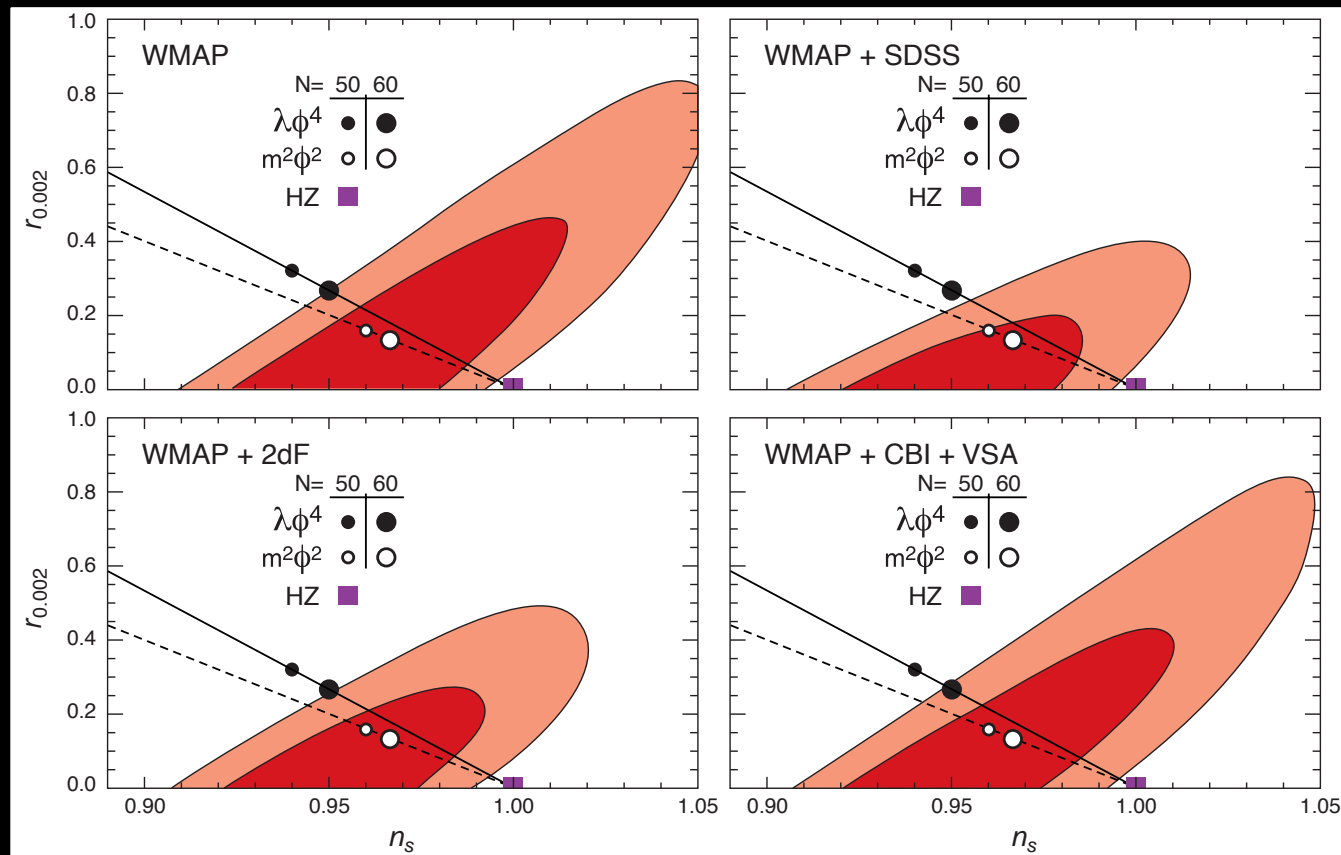 1.0
WMAP
WMAP + SDSS
N= 50 60
N= 50 60
0.8
λϕ⁴
λϕ⁴
m²ϕ²
m²ϕ²
0.6
HZ
HZ
r0.002
0.4
0.2
0.0
1.0
WMAP + 2dF
WMAP + CBI + VSA
N= 50 60
N= 50 60
0.8
λϕ⁴
λϕ⁴
m²ϕ²
m²ϕ²
0.6
HZ
HZ
r0.002
0.4
0.2
0.0
0.90 0.95 1.00 1.05
0.90 0.95 1.00 1.05
ns
ns